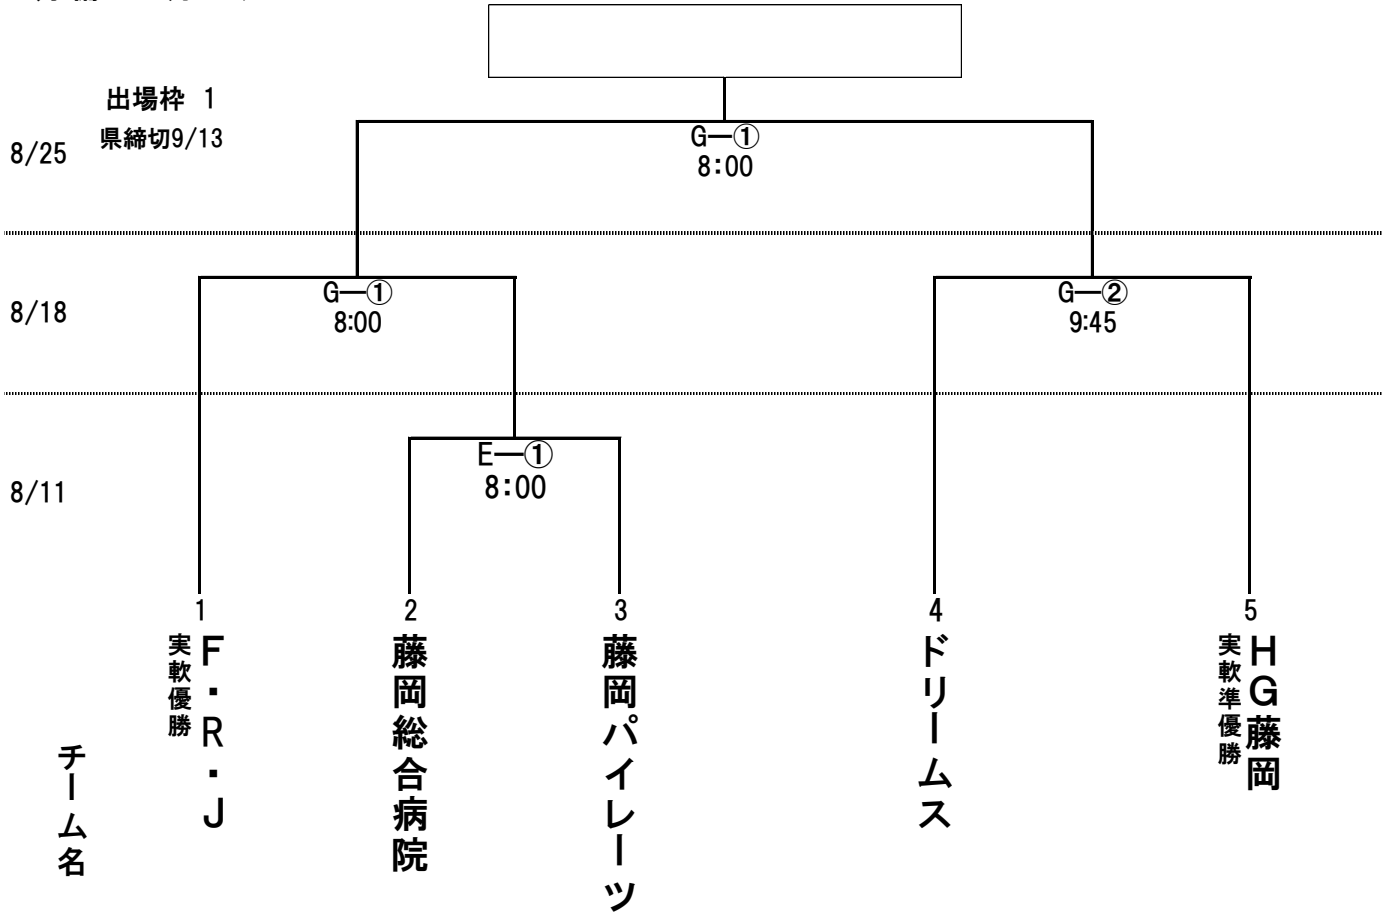 出場枠 1
県締切9/13
8/25
G―①
8:00
8/18
G―①
8:00
G―②
9:45
8/11
E―①
8:00
1
2
3
4
5
F・R・J
実軟優勝
藤岡総合病院
藤岡パイレーツ
ドリームス
HG藤岡
実軟準優勝
チーム名